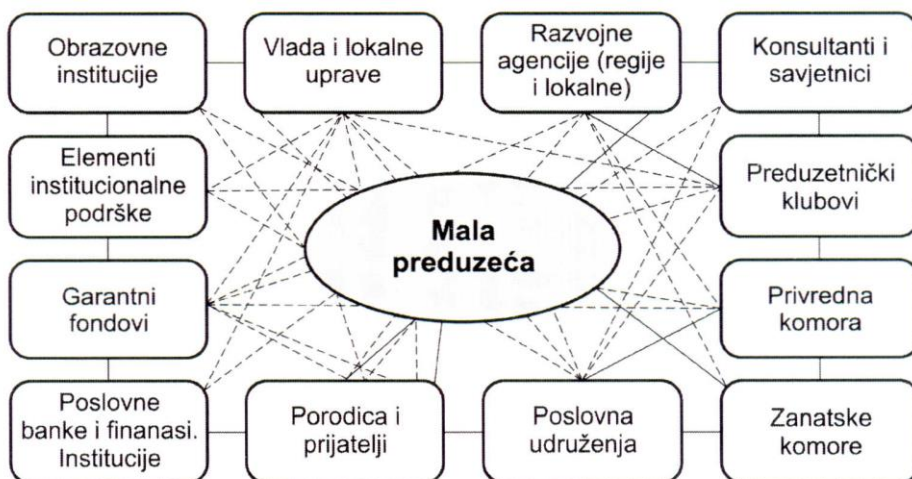 Obrazovne
institucije
Vlada i lokalne
uprave
Razvojne
agencije (regije
i lokalne)
Konsultanti i
savjetnici
Elementi
institucionalne
podrške
Preduzetnički
klubovi
Mala
preduzeća
Garantni
fondovi
Privredna
komora
Poslovne
banke i finanasi.
Institucije
Porodica i
prijatelji
Poslovna
udruženja
Zanatske
komore